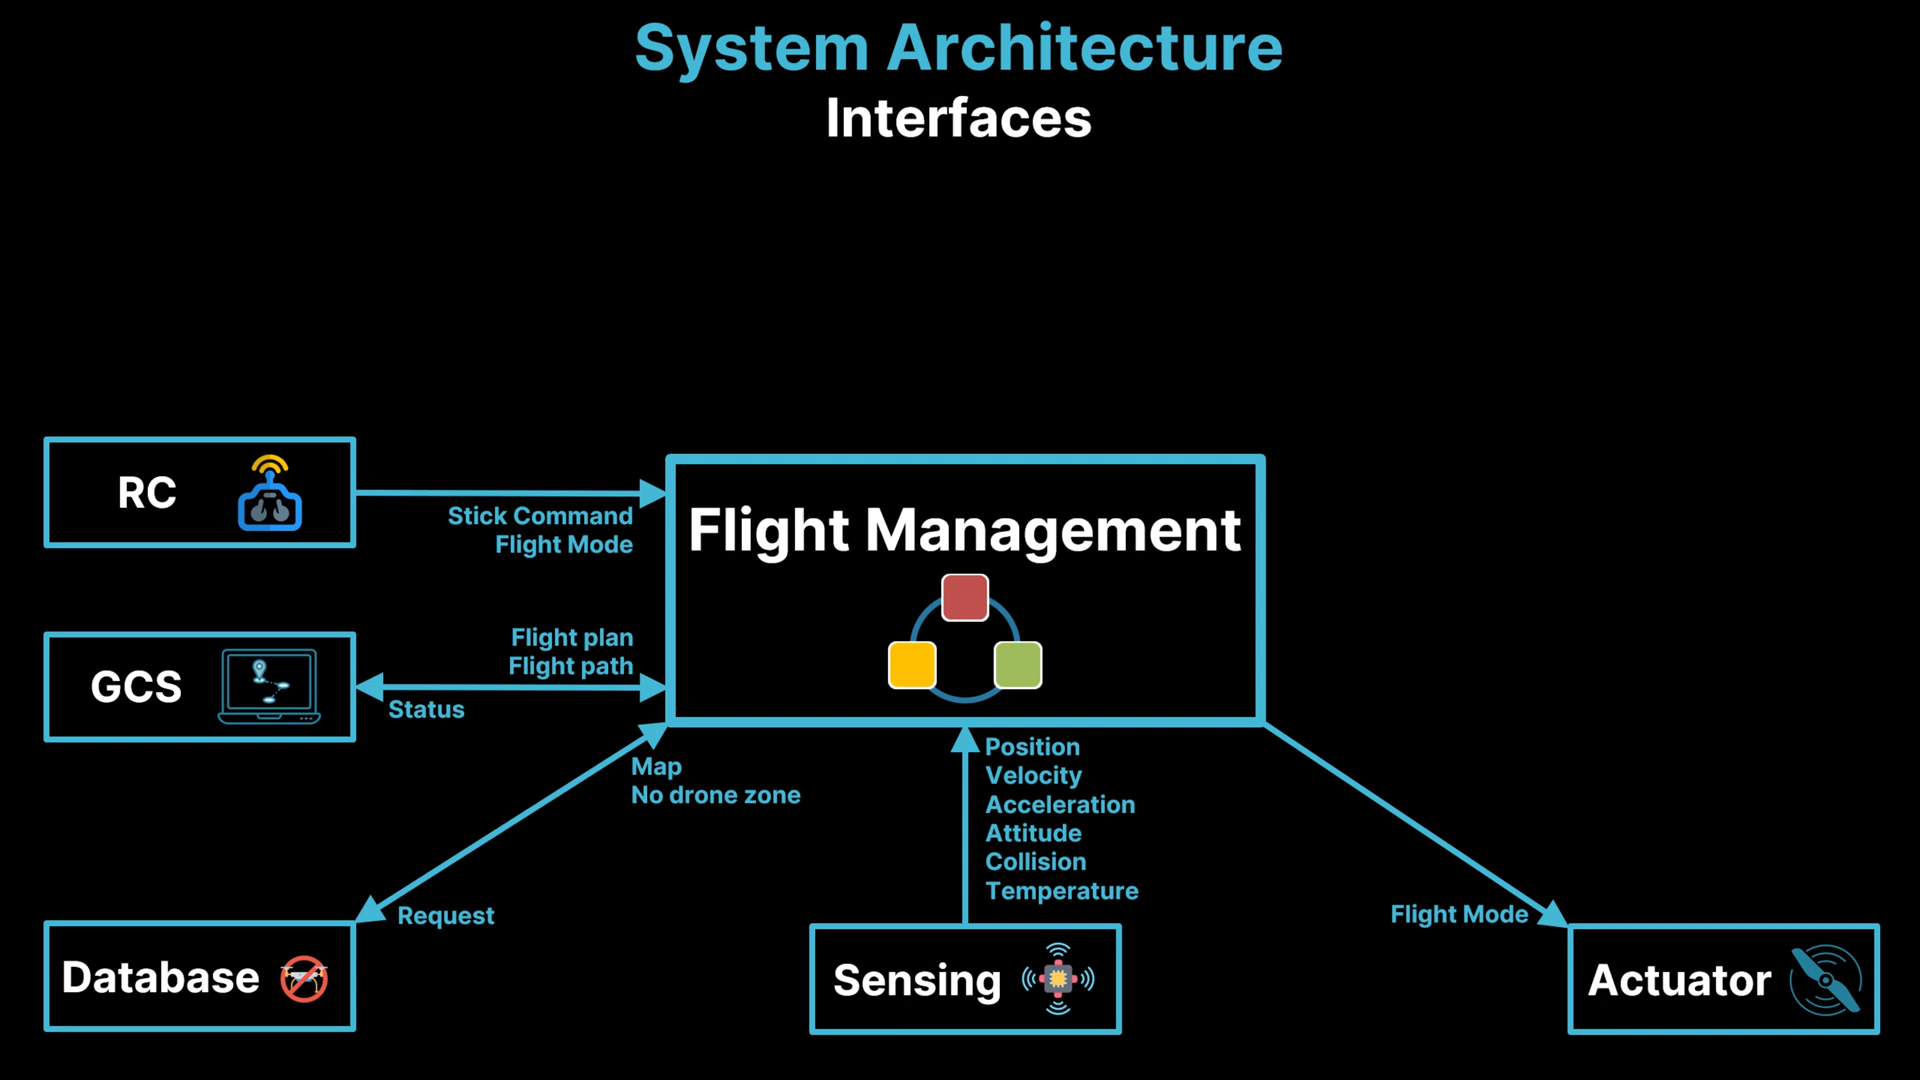 System Architecture
Interfaces
RC
Stick Command
Flight Mode
Flight Management
GCS
Flight plan
Flight path
Status
Map
No drone zone
Request
Position
Velocity
Acceleration
Attitude
Collision
Temperature
Flight Mode
Database
Sensing
Actuator